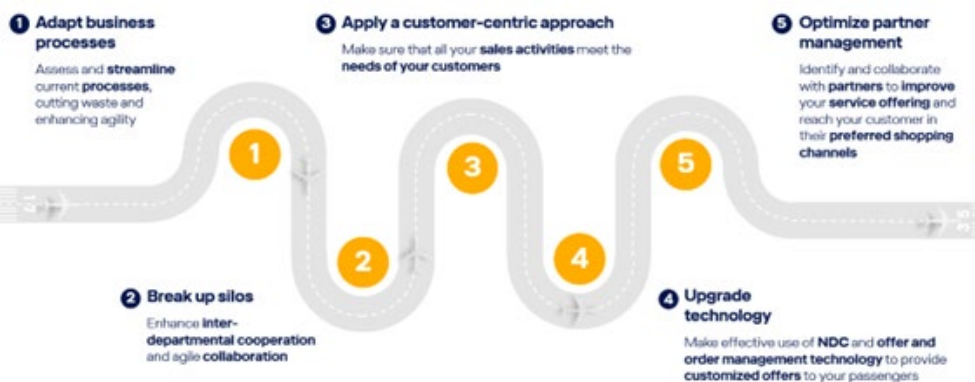 1 Adapt business
processes
Assess and streamline
current processes,
cutting waste and
enhancing agility
3 Apply a customer-centric approach
Make sure that all your sales activities meet the
needs of your customers
5 Optimize partner
management
Identify and collaborate
with partners to improve
your service offering and
reach your customer in
their preferred shopping
channels
1
2
3
4
5
2 Break up silos
Enhance inter-
departmental cooperation
and agile collaboration
4 Upgrade
technology
Make effective use of NDC and offer and
order management technology to provide
customized offers to your passengers